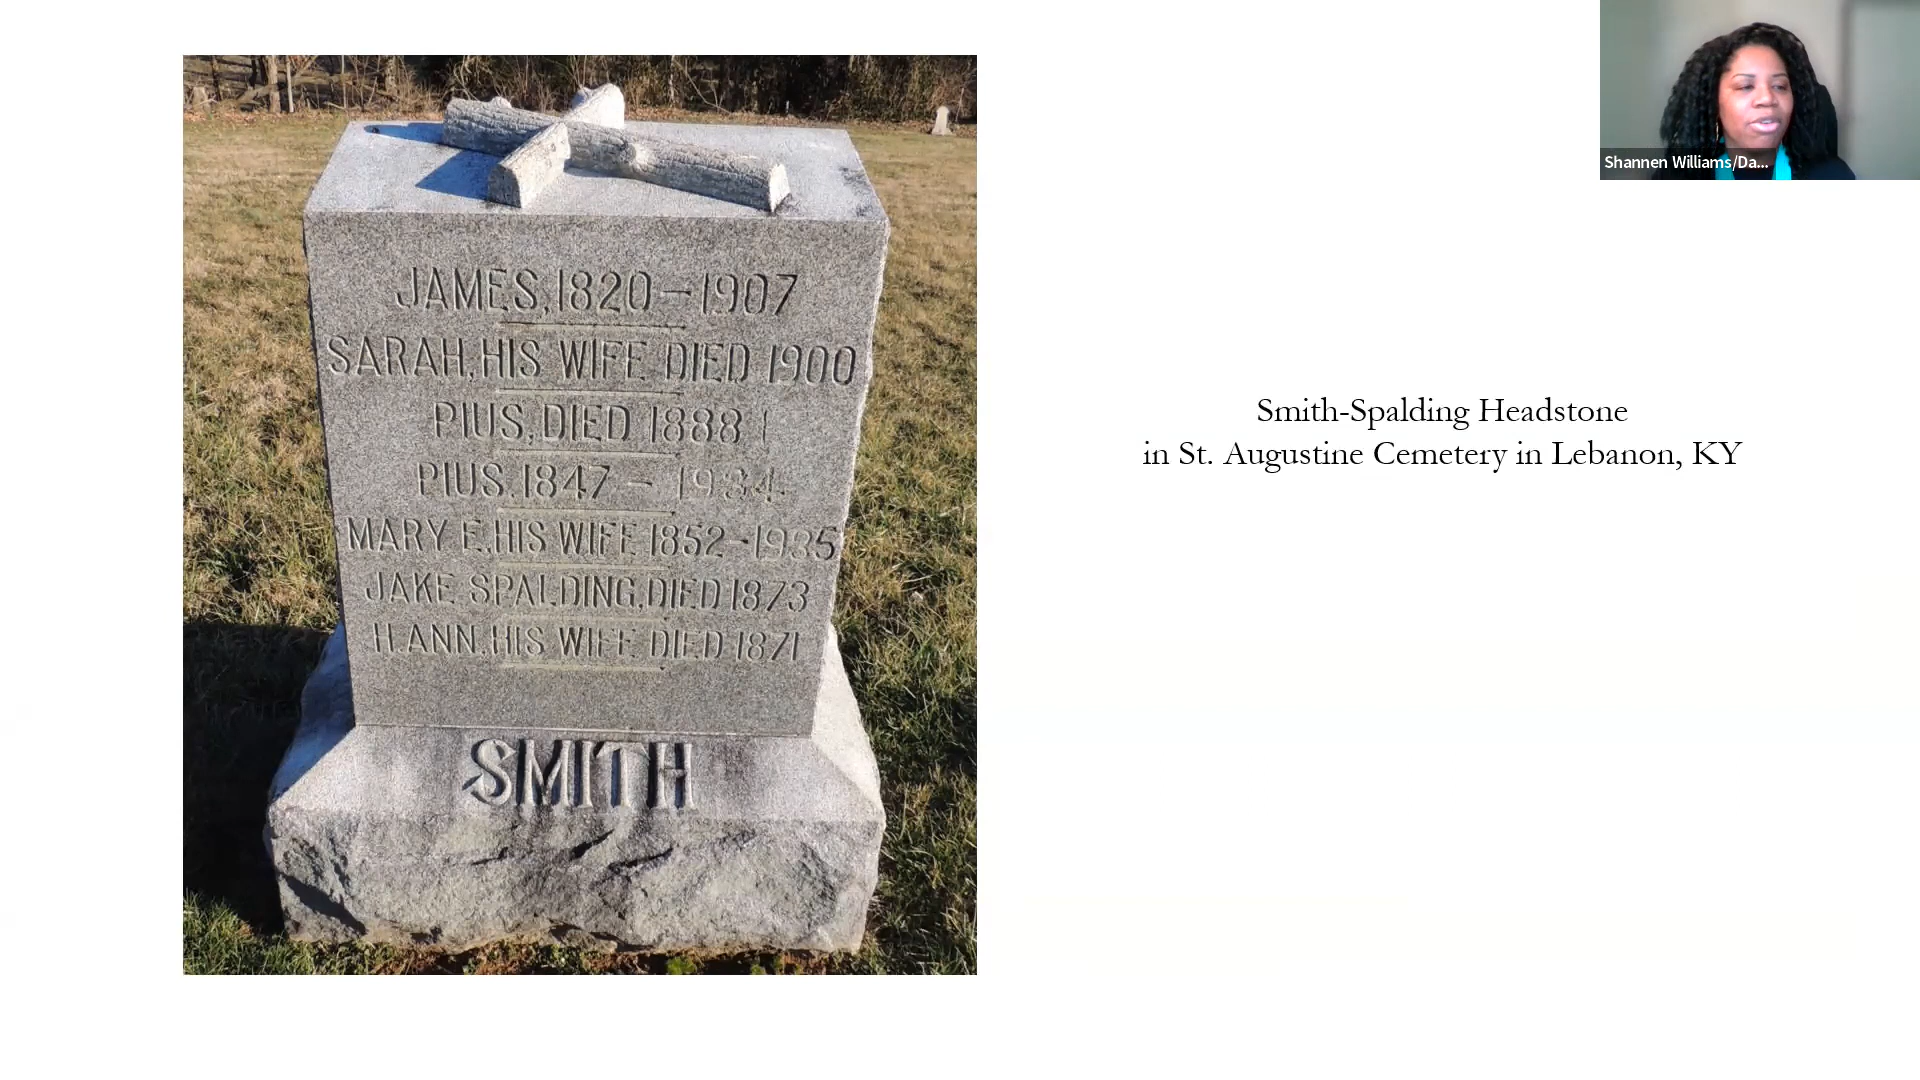 JAMES, 1820 – 1907
SARAH, HIS WIFE DIED 1900
PIUS, DIED 1888
PIUS. 1847 – 1934
MARY E. HIS WIFE 1852 – 1935
JAKE SPALDING, DIED 1873
H. ANN. HIS WIFE DIED 1871
SMITH
Smith-Spalding Headstone
in St. Augustine Cemetery in Lebanon, KY
Shannen Williams/Da...